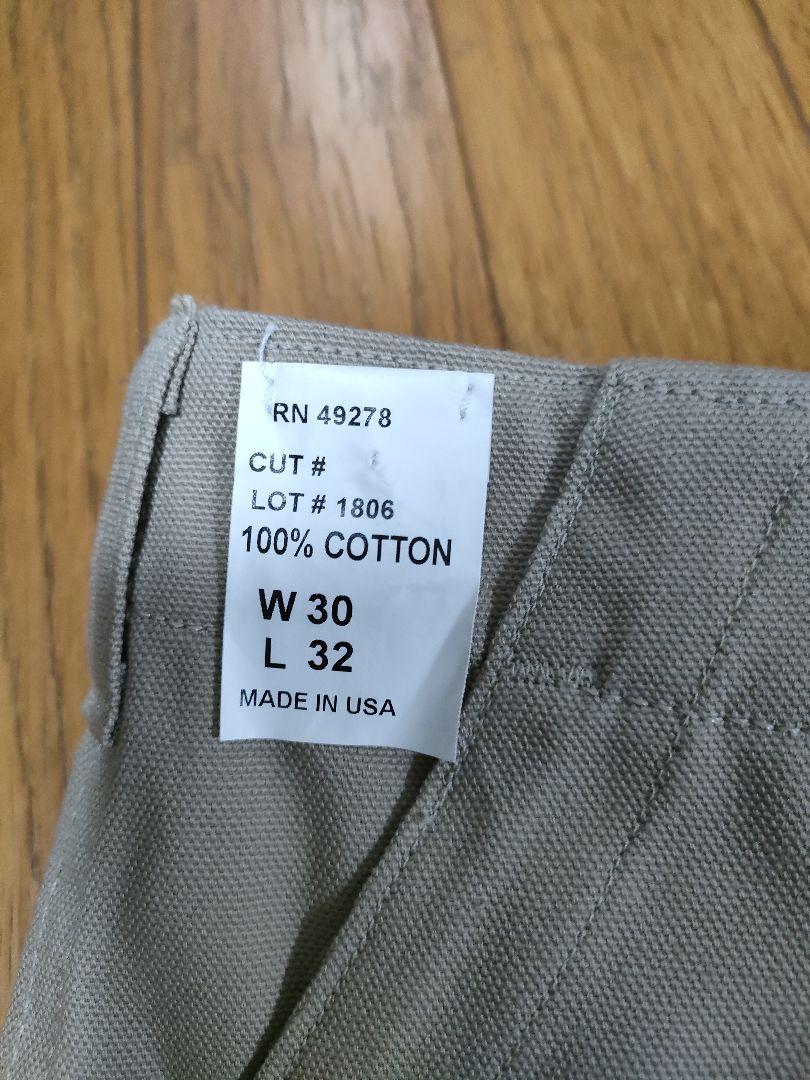 RN 49278
CUT #
LOT # 1806
100% COTTON
W 30
L 32
MADE IN USA